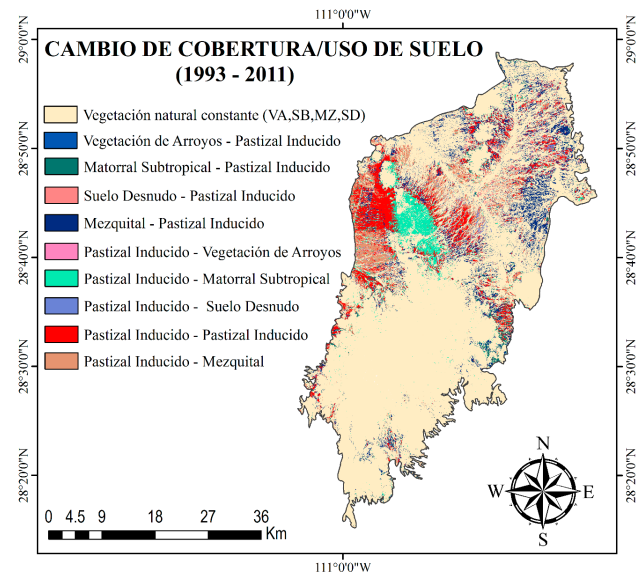 111°0'0"W
CAMBIO DE COBERTURA/USO DE SUELO
(1993 - 2011)
Vegetación natural constante (VA,SB,MZ,SD)
Vegetación de Arroyos - Pastizal Inducido
Matorral Subtropical - Pastizal Inducido
Suelo Desnudo - Pastizal Inducido
Mezquital - Pastizal Inducido
Pastizal Inducido - Vegetación de Arroyos
Pastizal Inducido - Matorral Subtropical
Pastizal Inducido - Suelo Desnudo
Pastizal Inducido - Pastizal Inducido
Pastizal Inducido - Mezquital
29°0'0"N
28°50'0"N
28°40'0"N
28°30'0"N
28°20'0"N
29°0'0"N
28°50'0"N
28°40'0"N
28°30'0"N
28°20'0"N
N
W E
S
0 4.5 9 18 27 36
Km
111°0'0"W